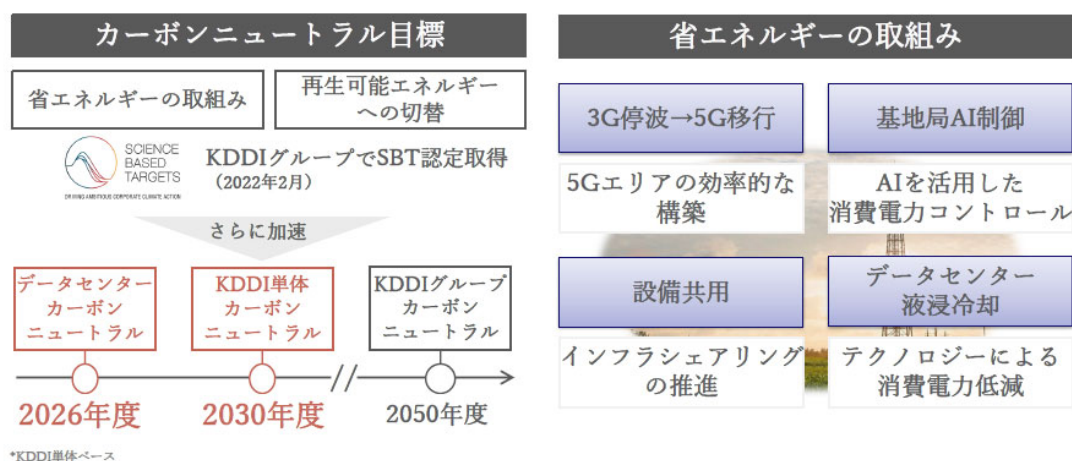 カーボンニュートラル目標
省エネルギーの取組み
再生可能エネルギー
への切替
SCIENCE
BASED
TARGETS
DRIVING AMBITIOUS CORPORATE CLIMATE ACTION
KDDIグループでSBT認定取得
（2022年2月）
さらに加速
データセンター
カーボン
ニュートラル
KDDI単体
カーボン
ニュートラル
KDDIグループ
カーボン
ニュートラル
2026年度
2030年度
2050年度
*KDDI単体ベース
省エネルギーの取組み
3G停波→5G移行
5Gエリアの効率的な
構築
基地局AI制御
AIを活用した
消費電力コントロール
設備共用
インフラシェアリング
の推進
データセンター
液浸冷却
テクノロジーによる
消費電力低減